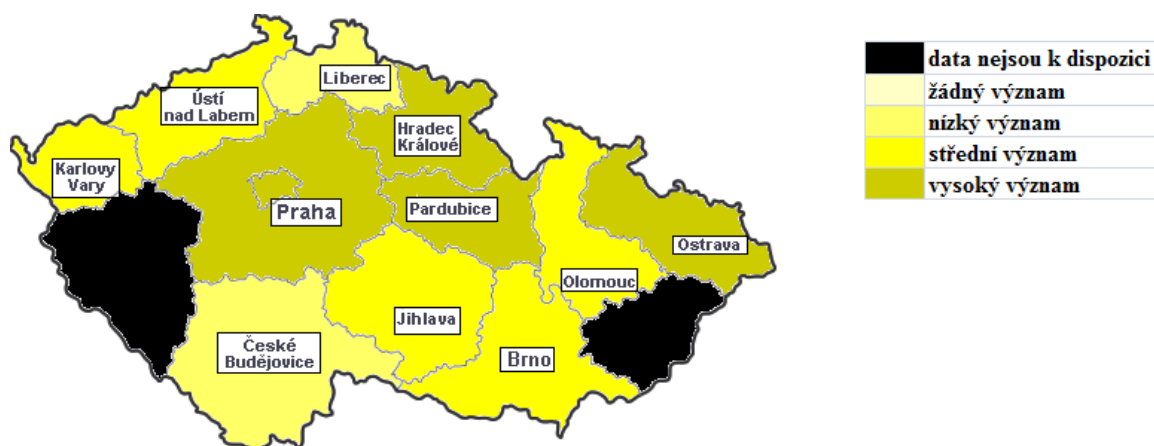 Liberec
Ústí
nad Labem
Hradec
Králové
Karlovy
Vary
Praha
Pardubice
Ostrava
Olomouc
Jihlava
České
Budějovice
Brno
data nejsou k dispozici
žádný význam
nízký význam
střední význam
vysoký význam